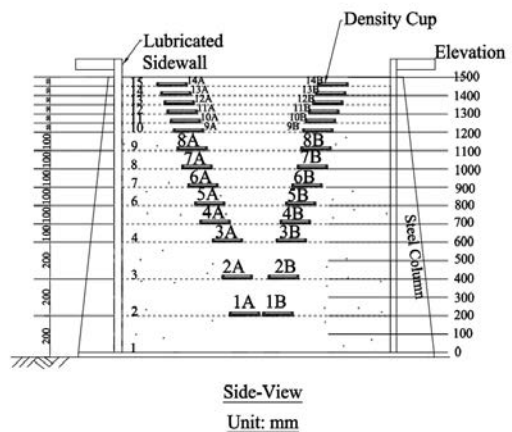 Density Cup
Lubricated
Sidewall
Elevation
15 14A 14B 1500
14 13A 13B 1400
13 12A 12B
12 11A 11B 1300
11 10A 10B
10 9A 9B 1200
100 9 8A 8B 1100
100 8 7A 7B 1000
100 7 6A 6B 900
100 6 5A 5B 800
100 4A 4B 700
100 4 3A 3B 600
500
200 3 2A 2B 400
300
200 2 1A 1B 200
100
200 1 0
Steel Column
Side-View
Unit: mm